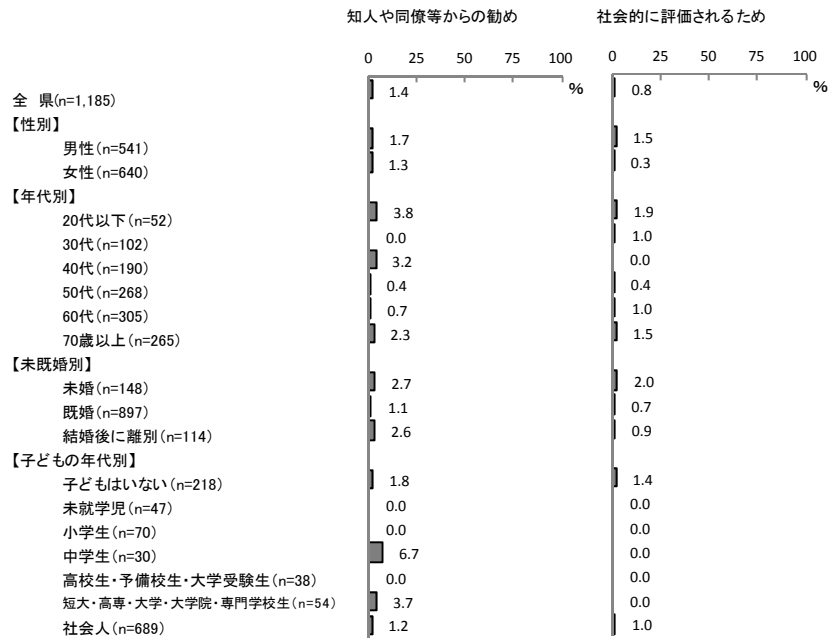 知人や同僚等からの勧め 社会的に評価されるため
0 25 50 75 100 0 25 50 75 100
% %
全 県(n=1,185) 1.4 0.8
【性別】
男性(n=541) 1.7 1.5
女性(n=640) 1.3 0.3
【年代別】
20代以下(n=52) 3.8 1.9
30代(n=102) 0.0 1.0
40代(n=190) 3.2 0.0
50代(n=268) 0.4 0.4
60代(n=305) 0.7 1.0
70歳以上(n=265) 2.3 1.5
【未既婚別】
未婚(n=148) 2.7 2.0
既婚(n=897) 1.1 0.7
結婚後に離別(n=114) 2.6 0.9
【子どもの年代別】
子どもはいない(n=218) 1.8 1.4
未就学児(n=47) 0.0 0.0
小学生(n=70) 0.0 0.0
中学生(n=30) 6.7 0.0
高校生・予備校生・大学受験生(n=38) 0.0 0.0
短大・高専・大学・大学院・専門学校生(n=54) 3.7 0.0
社会人(n=689) 1.2 1.0